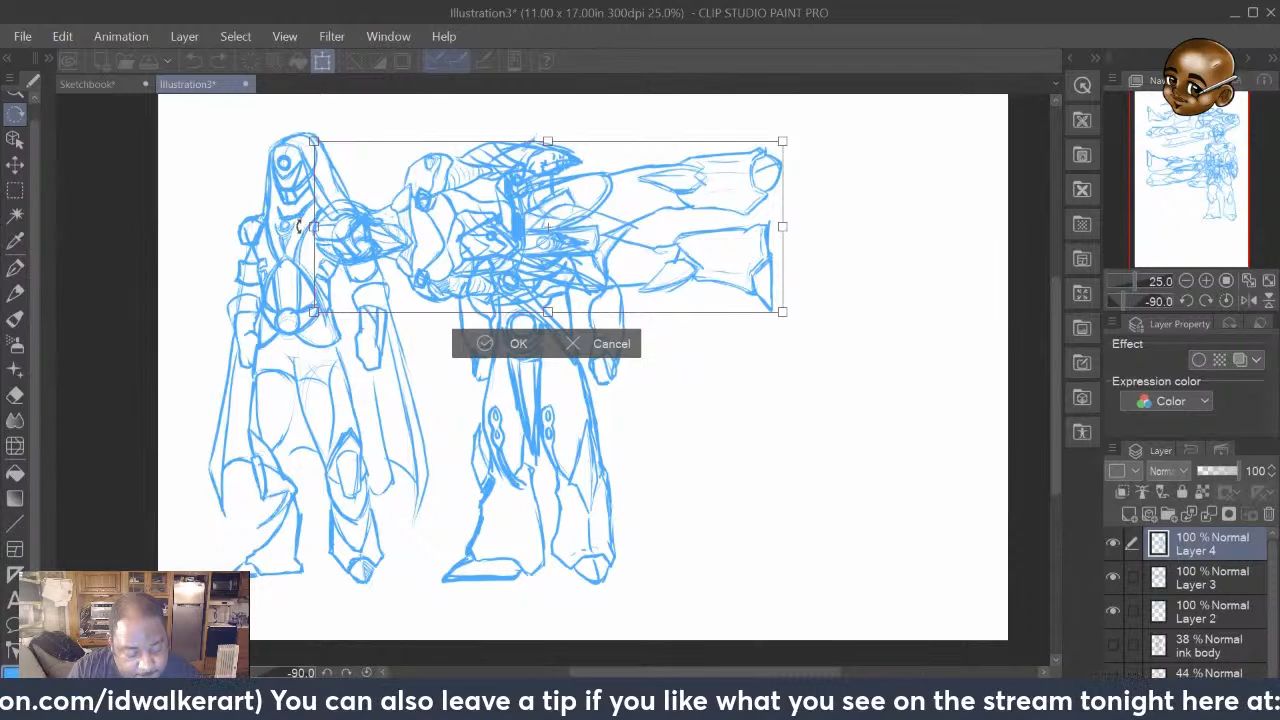 Illustration3* (11.00 x 17.00in 300dpi 25.0%) - CLIP STUDIO PAINT PRO
File Edit Animation Layer Select View Filter Window Help
Sketchbook* Illustration3*
25.0
-90.0
Layer Property
Effect
Expression color
Color
Layer
100
100 % Normal
Layer 4
100 % Normal
Layer 3
100 % Normal
Layer 2
38 % Normal
ink body
OK Cancel
-90.0
on.com/idwalkerart) You can also leave a tip if you like what you see on the stream tonight here at: